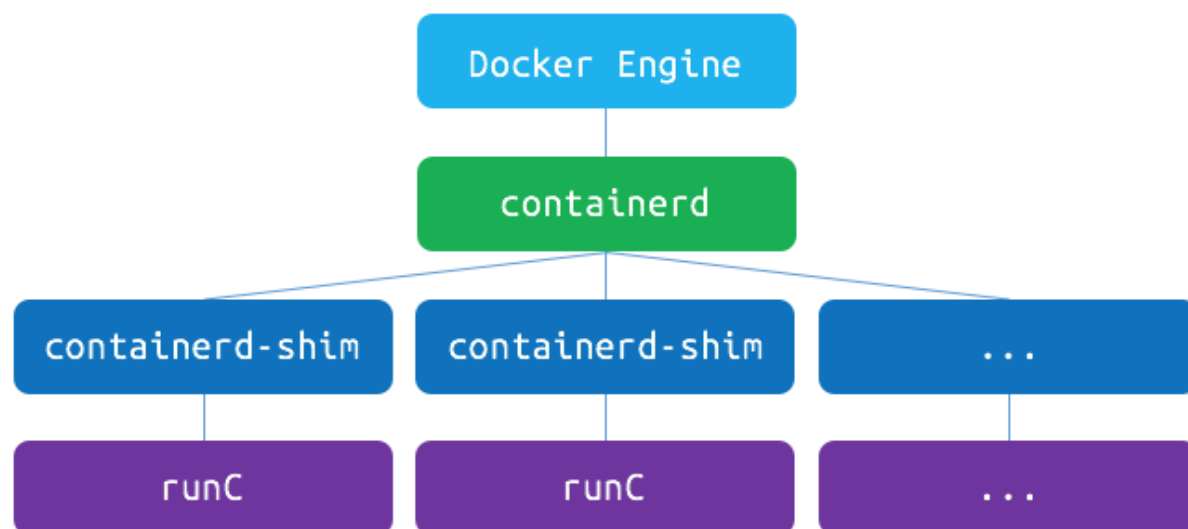 Docker Engine
containerd
containerd-shim containerd-shim ...
runC runC ...